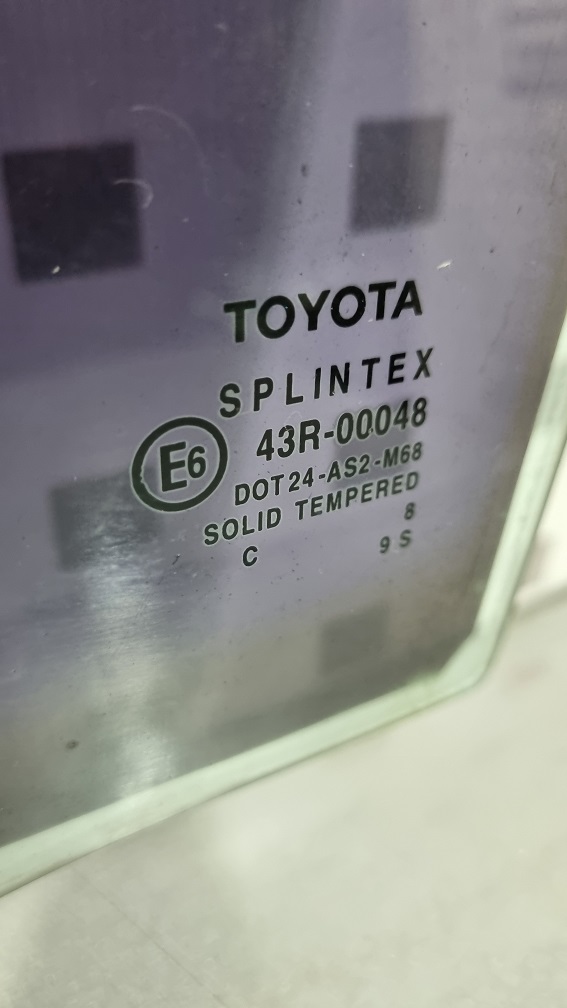 TOYOTA
SPLINTEX
E6 43R-00048
DOT24-AS2-M68
SOLID TEMPERED
8
C 9 S